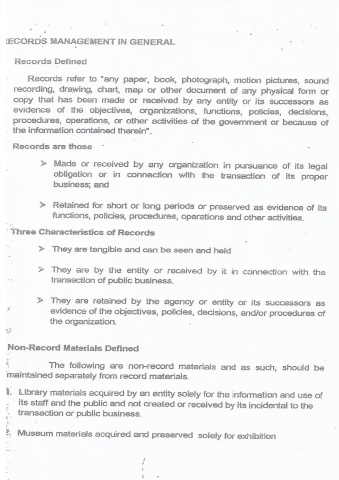 RECORDS MANAGEMENT IN GENERAL
Records Defined
Records refer to "any paper, book, photograph, motion pictures, sound
recording, drawing, chart, map or other document of any physical form or
copy that has been made or received by any entity or its successors as
evidence of the objectives, organizations, functions, policies, decisions,
procedures, operations, or other activities of the government or because of
the information contained therein".
Records are those
➢ Made or received by any organization in pursuance of its legal
obligation or in connection with the transaction of its proper
business; and
➢ Retained for short or long periods or preserved as evidence of its
functions, policies, procedures, operations and other activities.
Three Characteristics of Records
➢ They are tangible and can be seen and held
➢ They are by the entity or received by it in connection with the
transaction of public business.
➢ They are retained by the agency or entity or its successors as
evidence of the objectives, policies, decisions, and/or procedures of
the organization.
Non-Record Materials Defined
The following are non-record materials and as such, should be
maintained separately from record materials.
1. Library materials acquired by an entity solely for the information and use of
its staff and the public and not created or received by its incidental to the
transaction or public business.
2. Museum materials acquired and preserved solely for exhibition